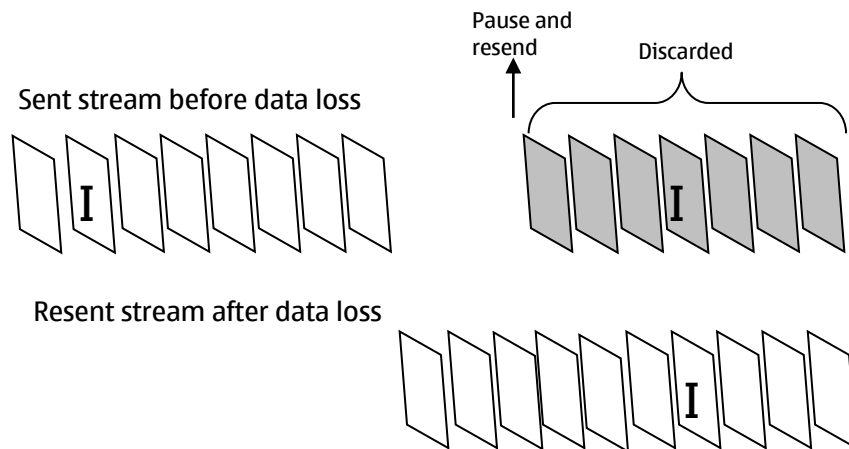 Pause and
resend
Discarded
Sent stream before data loss
I
I
Resent stream after data loss
I